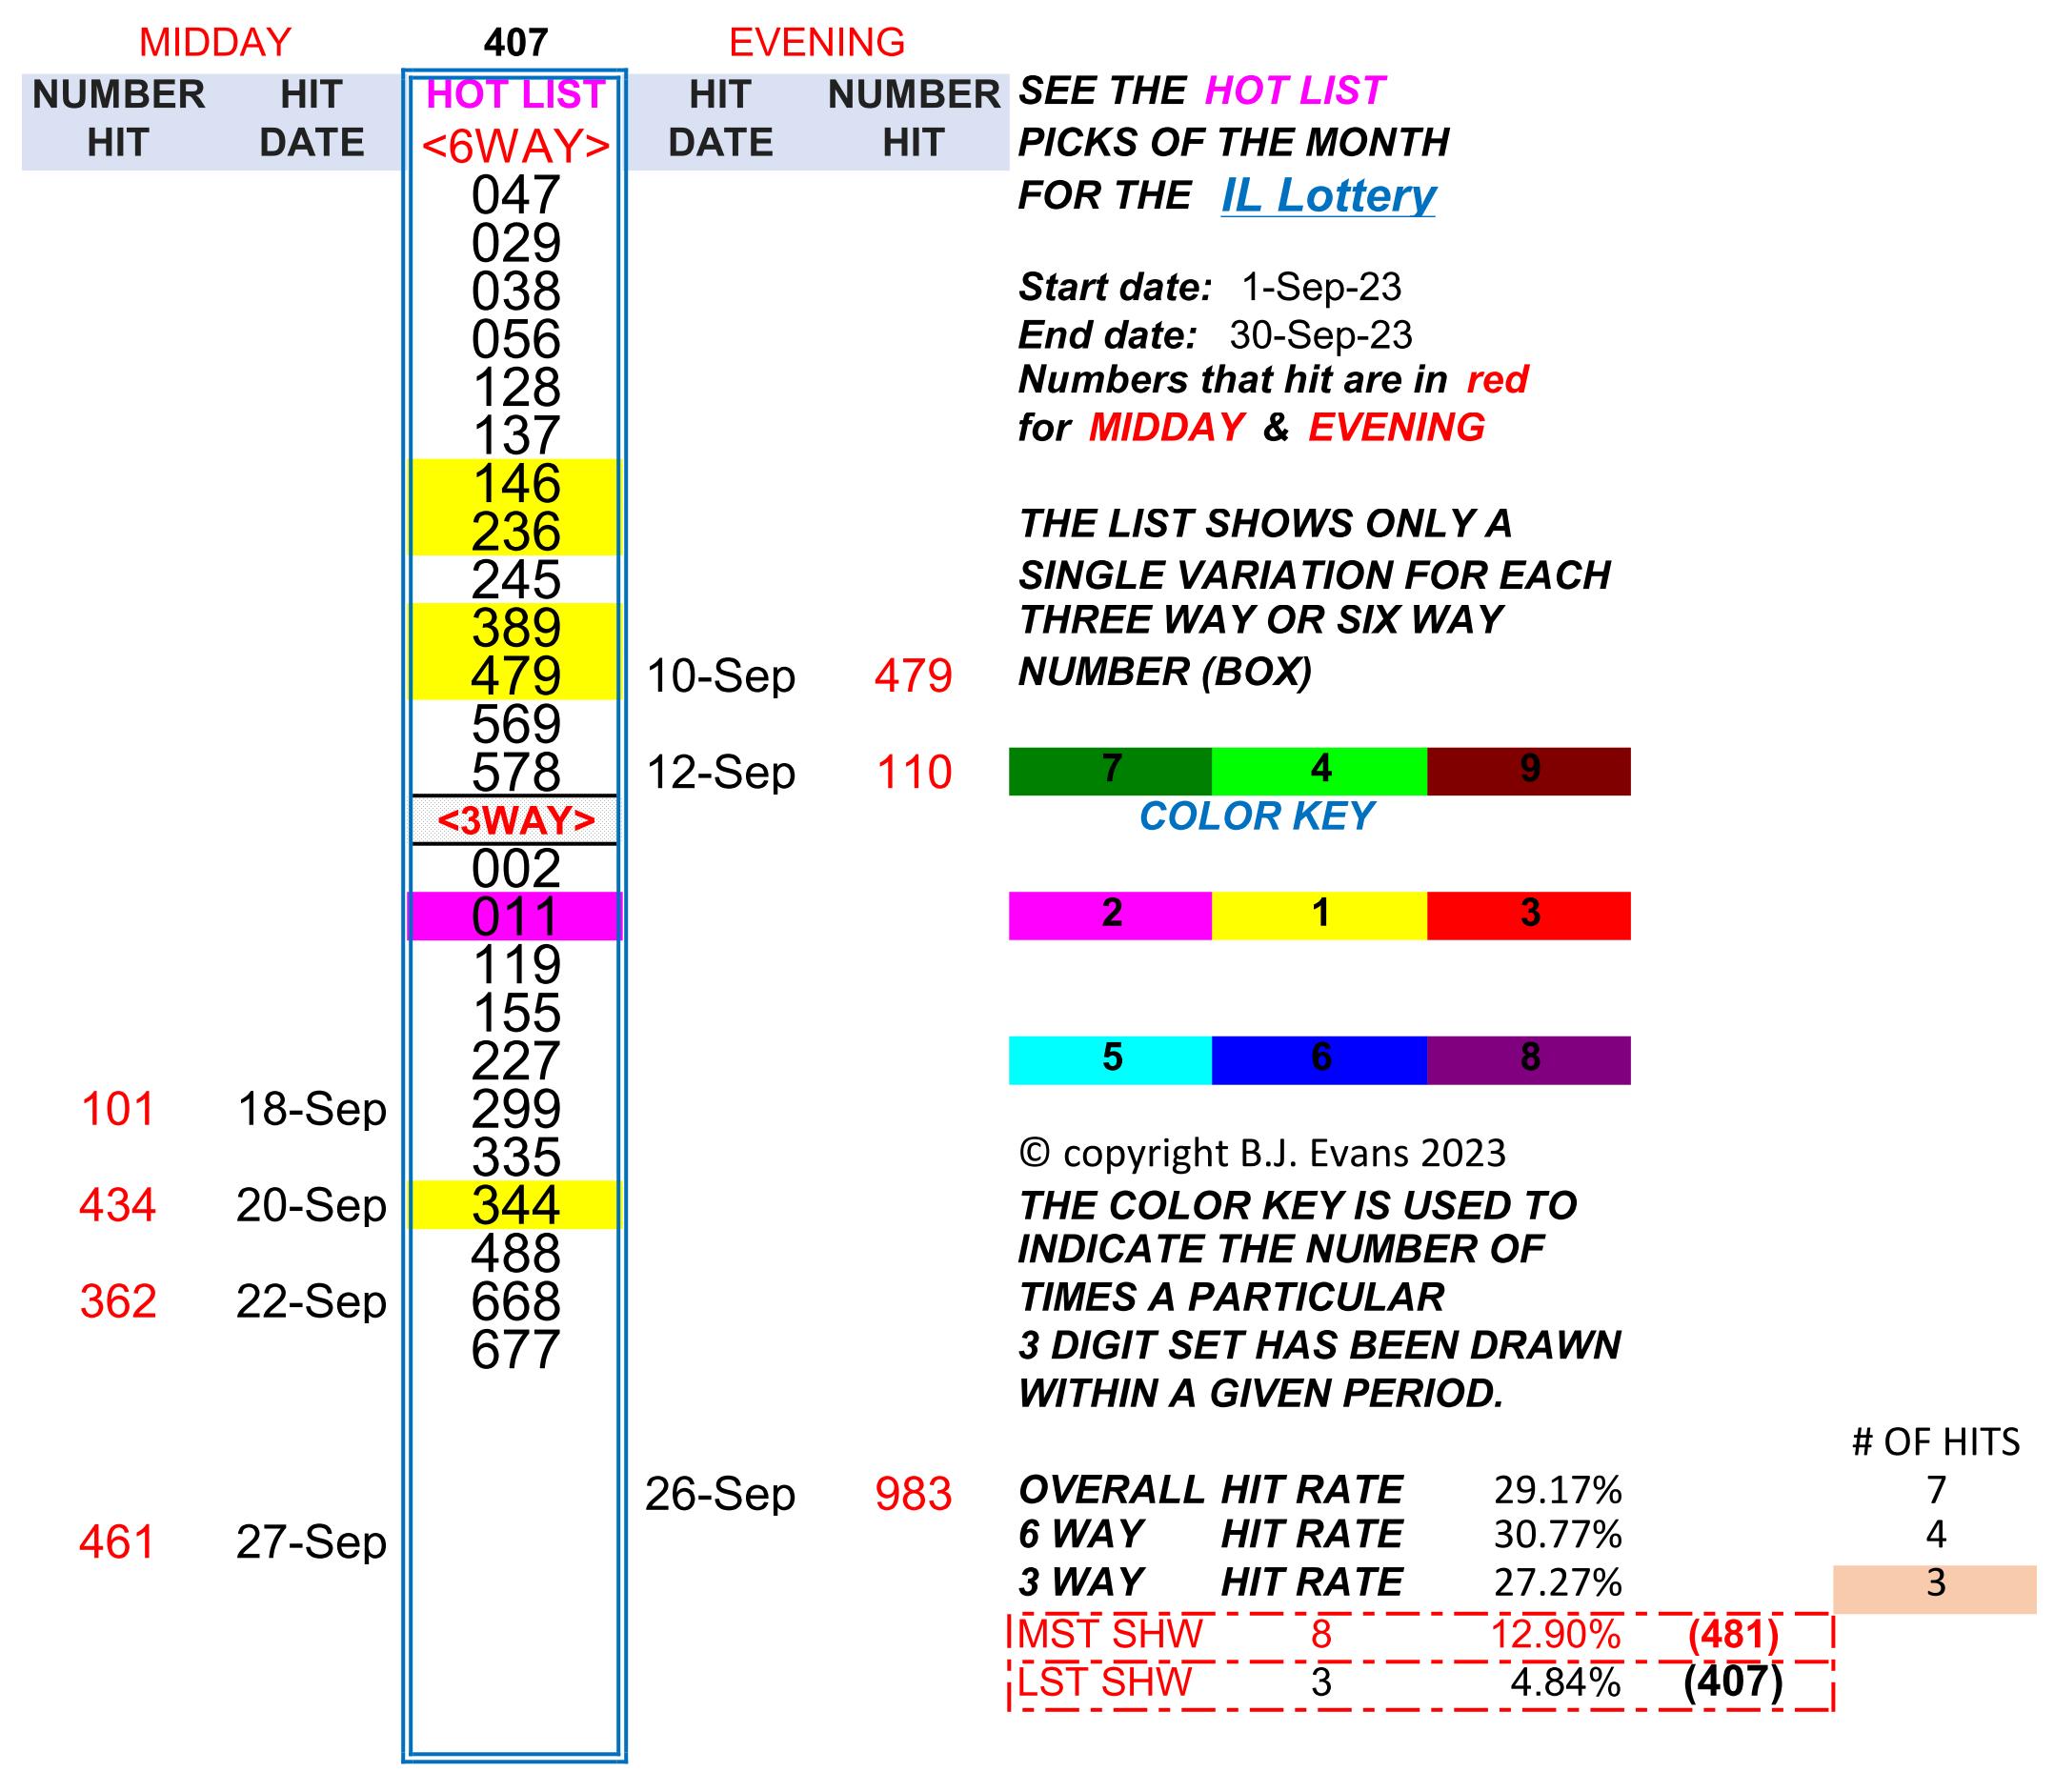 MIDDAY 407 EVENING
NUMBER HIT HOT LIST HIT NUMBER SEE THE HOT LIST
HIT DATE <6WAY> DATE HIT PICKS OF THE MONTH
047 FOR THE IL Lottery
029
038 Start date: 1-Sep-23
056 End date: 30-Sep-23
128 Numbers that hit are in red
137 for MIDDAY & EVENING
146
236 THE LIST SHOWS ONLY A
245 SINGLE VARIATION FOR EACH
389 THREE WAY OR SIX WAY
479 10-Sep 479 NUMBER (BOX)
569
578 12-Sep 110 7 4 9
<3WAY> COLOR KEY
002
011 2 1 3
119
155
227 5 6 8
101 18-Sep 299
335 © copyright B.J. Evans 2023
434 20-Sep 344 THE COLOR KEY IS USED TO
488 INDICATE THE NUMBER OF
362 22-Sep 668 TIMES A PARTICULAR
677 3 DIGIT SET HAS BEEN DRAWN
WITHIN A GIVEN PERIOD.
# OF HITS
26-Sep 983 OVERALL HIT RATE 29.17% 7
461 27-Sep 6 WAY HIT RATE 30.77% 4
3 WAY HIT RATE 27.27% 3
MST SHW 8 12.90% (481)
LST SHW 3 4.84% (407)